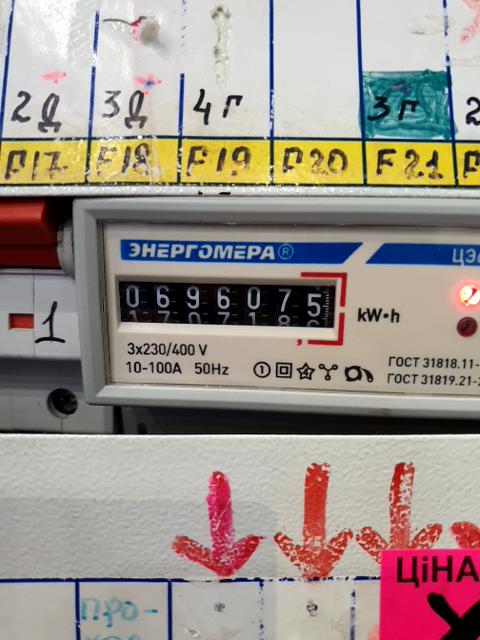 2Д 3Д 4Г 3Г
F17 F18 F19 F20 F21
ЭНЕРГОМЕРА®
0696075
kW•h
1
3x230/400 V
10-100A 50Hz
ГОСТ 31818.11-
ГОСТ 31819.21-
ЦІНА
ПРО-